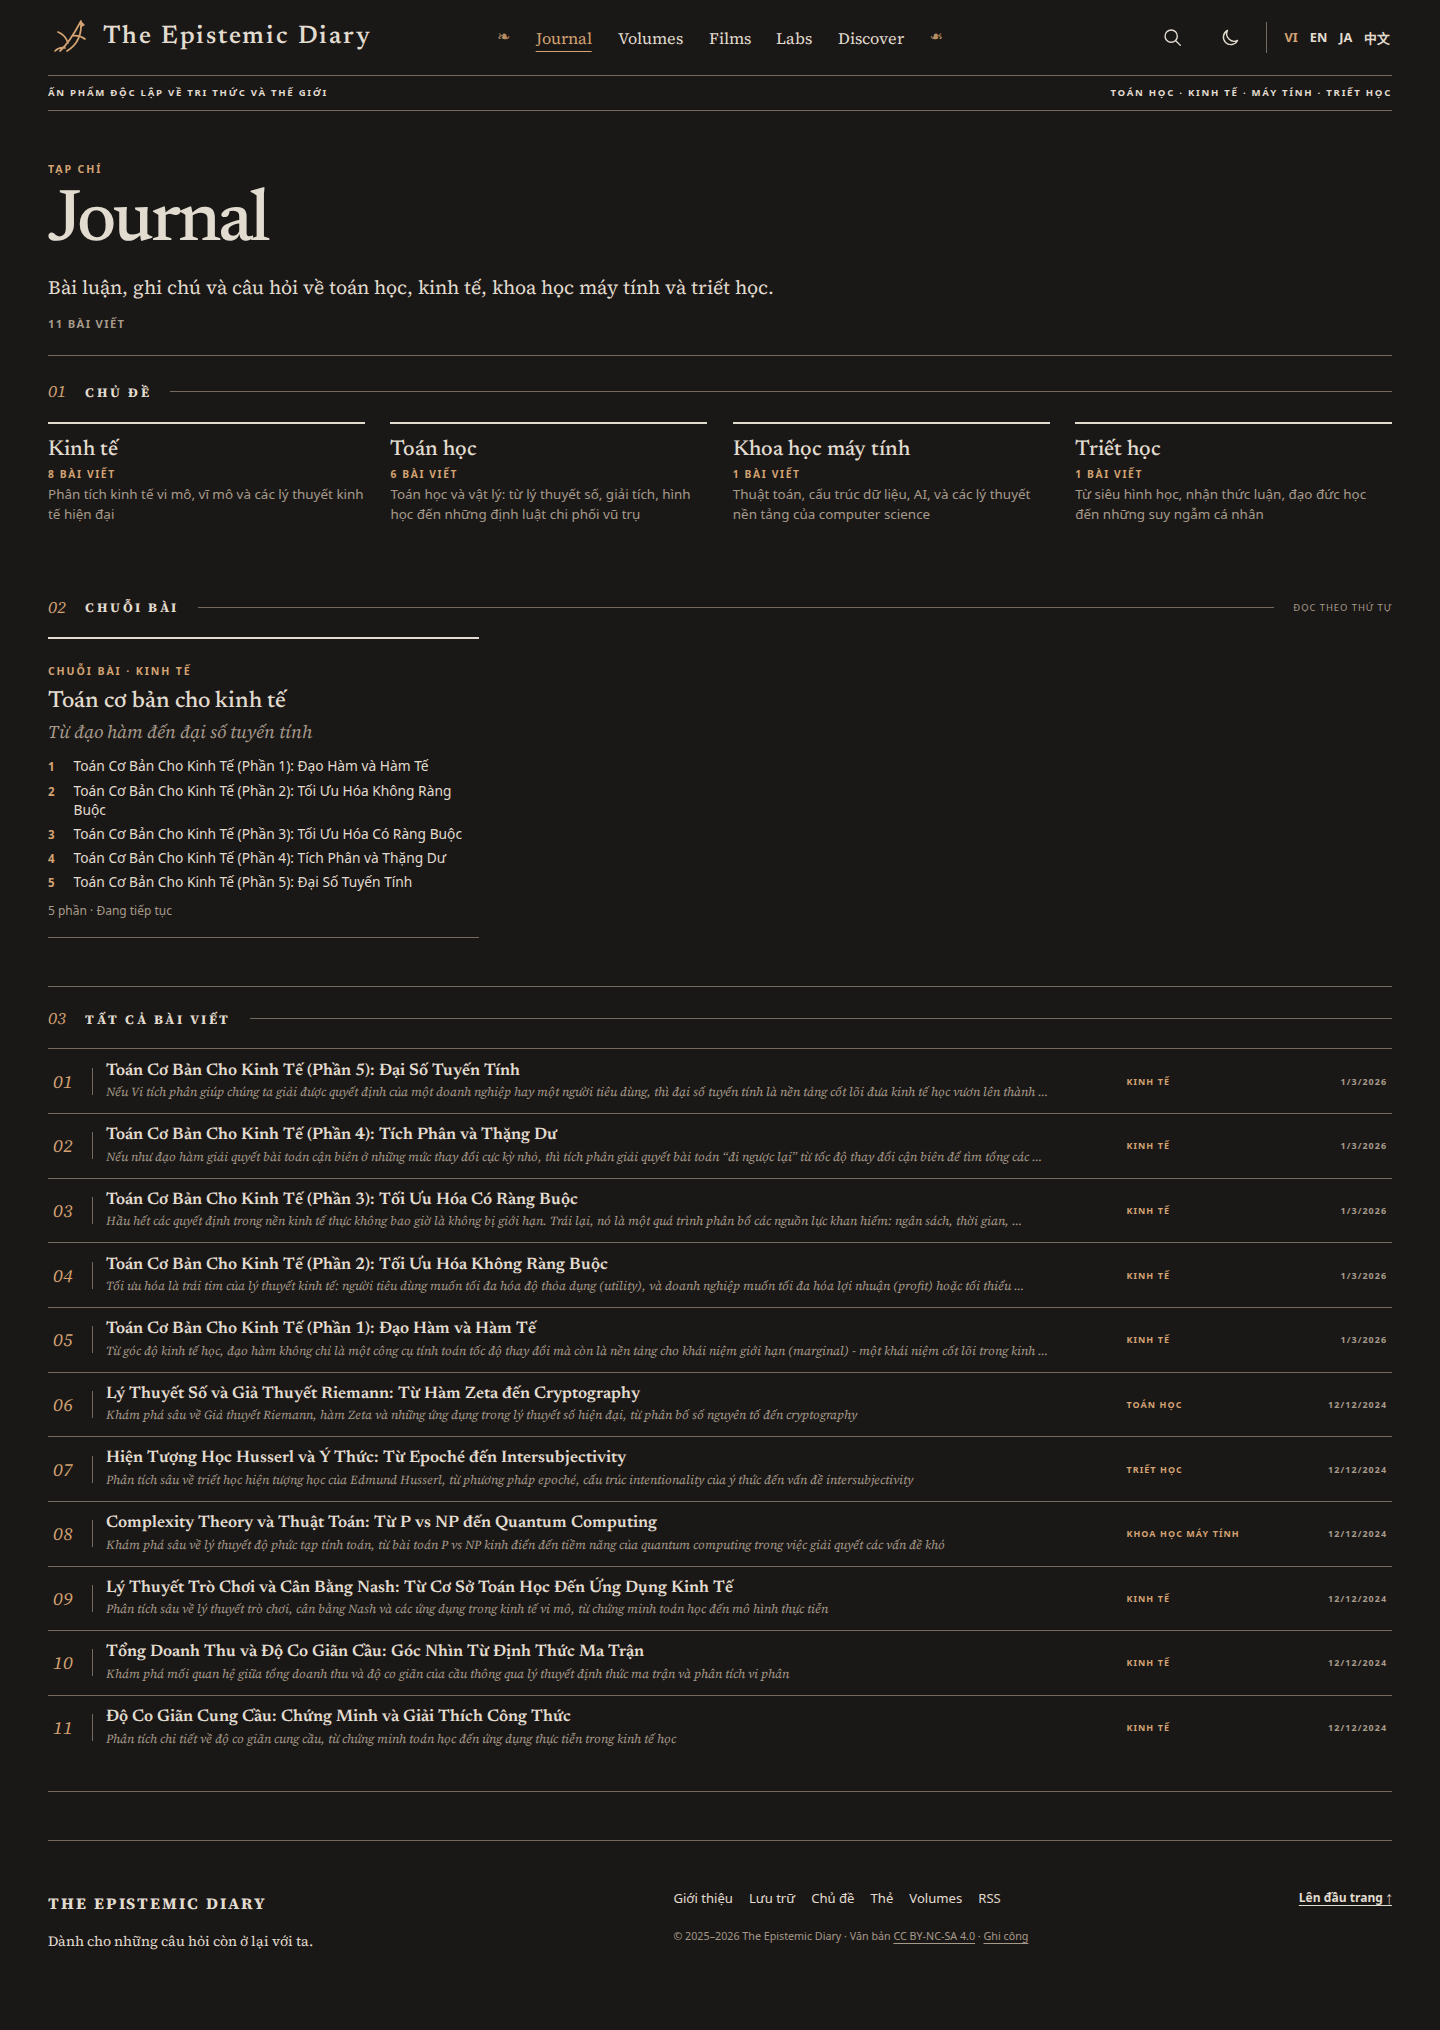 The Epistemic Diary
❧ Journal Volumes Films Labs Discover ☙
VI EN JA 中文
ẤN PHẨM ĐỘC LẬP VỀ TRI THỨC VÀ THẾ GIỚI
TOÁN HỌC · KINH TẾ · MÁY TÍNH · TRIẾT HỌC
TẠP CHÍ
Journal
Bài luận, ghi chú và câu hỏi về toán học, kinh tế, khoa học máy tính và triết học.
11 BÀI VIẾT
01 CHỦ ĐỀ
Kinh tế
8 BÀI VIẾT
Phân tích kinh tế vi mô, vĩ mô và các lý thuyết kinh
tế hiện đại
Toán học
6 BÀI VIẾT
Toán học và vật lý: từ lý thuyết số, giải tích, hình
học đến những định luật chi phối vũ trụ
Khoa học máy tính
1 BÀI VIẾT
Thuật toán, cấu trúc dữ liệu, AI, và các lý thuyết
nền tảng của computer science
Triết học
1 BÀI VIẾT
Từ siêu hình học, nhận thức luận, đạo đức học
đến những suy ngẫm cá nhân
02 CHUỖI BÀI
ĐỌC THEO THỨ TỰ
CHUỖI BÀI · KINH TẾ
Toán cơ bản cho kinh tế
Từ đạo hàm đến đại số tuyến tính
1 Toán Cơ Bản Cho Kinh Tế (Phần 1): Đạo Hàm và Hàm Tế
2 Toán Cơ Bản Cho Kinh Tế (Phần 2): Tối Ưu Hóa Không Ràng
Buộc
3 Toán Cơ Bản Cho Kinh Tế (Phần 3): Tối Ưu Hóa Có Ràng Buộc
4 Toán Cơ Bản Cho Kinh Tế (Phần 4): Tích Phân và Thặng Dư
5 Toán Cơ Bản Cho Kinh Tế (Phần 5): Đại Số Tuyến Tính
5 phần · Đang tiếp tục
03 TẤT CẢ BÀI VIẾT
01 Toán Cơ Bản Cho Kinh Tế (Phần 5): Đại Số Tuyến Tính
Nếu Vi tích phân giúp chúng ta giải được quyết định của một doanh nghiệp hay một người tiêu dùng, thì đại số tuyến tính là nền tảng cốt lõi đưa kinh tế học vươn lên thành ...
KINH TẾ 1/3/2026
02 Toán Cơ Bản Cho Kinh Tế (Phần 4): Tích Phân và Thặng Dư
Nếu như đạo hàm giải quyết bài toán cận biên ở những mức thay đổi cực kỳ nhỏ, thì tích phân giải quyết bài toán “đi ngược lại” từ tốc độ thay đổi cận biên để tìm tổng các ...
KINH TẾ 1/3/2026
03 Toán Cơ Bản Cho Kinh Tế (Phần 3): Tối Ưu Hóa Có Ràng Buộc
Hầu hết các quyết định trong nền kinh tế thực không bao giờ là không bị giới hạn. Trái lại, nó là một quá trình phân bổ các nguồn lực khan hiếm: ngân sách, thời gian, ...
KINH TẾ 1/3/2026
04 Toán Cơ Bản Cho Kinh Tế (Phần 2): Tối Ưu Hóa Không Ràng Buộc
Tối ưu hóa là trái tim của lý thuyết kinh tế: người tiêu dùng muốn tối đa hóa độ thỏa dụng (utility), và doanh nghiệp muốn tối đa hóa lợi nhuận (profit) hoặc tối thiểu ...
KINH TẾ 1/3/2026
05 Toán Cơ Bản Cho Kinh Tế (Phần 1): Đạo Hàm và Hàm Tế
Từ góc độ kinh tế học, đạo hàm không chỉ là một công cụ tính toán tốc độ thay đổi mà còn là nền tảng cho khái niệm giới hạn (marginal) - một khái niệm cốt lõi trong kinh ...
KINH TẾ 1/3/2026
06 Lý Thuyết Số và Giả Thuyết Riemann: Từ Hàm Zeta đến Cryptography
Khám phá sâu về Giả thuyết Riemann, hàm Zeta và những ứng dụng trong lý thuyết số hiện đại, từ phân bố số nguyên tố đến cryptography
TOÁN HỌC 12/12/2024
07 Hiện Tượng Học Husserl và Ý Thức: Từ Epoché đến Intersubjectivity
Phân tích sâu về triết học hiện tượng học của Edmund Husserl, từ phương pháp epoché, cấu trúc intentionality của ý thức đến vấn đề intersubjectivity
TRIẾT HỌC 12/12/2024
08 Complexity Theory và Thuật Toán: Từ P vs NP đến Quantum Computing
Khám phá sâu về lý thuyết độ phức tạp tính toán, từ bài toán P vs NP kinh điển đến tiềm năng của quantum computing trong việc giải quyết các vấn đề khó
KHOA HỌC MÁY TÍNH 12/12/2024
09 Lý Thuyết Trò Chơi và Cân Bằng Nash: Từ Cơ Sở Toán Học Đến Ứng Dụng Kinh Tế
Phân tích sâu về lý thuyết trò chơi, cân bằng Nash và các ứng dụng trong kinh tế vi mô, từ chứng minh toán học đến mô hình thực tiễn
KINH TẾ 12/12/2024
10 Tổng Doanh Thu và Độ Co Giãn Cầu: Góc Nhìn Từ Định Thức Ma Trận
Khám phá mối quan hệ giữa tổng doanh thu và độ co giãn của cầu thông qua lý thuyết định thức ma trận và phân tích vi phân
KINH TẾ 12/12/2024
11 Độ Co Giãn Cung Cầu: Chứng Minh và Giải Thích Công Thức
Phân tích chi tiết về độ co giãn cung cầu, từ chứng minh toán học đến ứng dụng thực tiễn trong kinh tế học
KINH TẾ 12/12/2024
THE EPISTEMIC DIARY
Dành cho những câu hỏi còn ở lại với ta.
Giới thiệu Lưu trữ Chủ đề Thẻ Volumes RSS
© 2025–2026 The Epistemic Diary · Văn bản CC BY-NC-SA 4.0 · Ghi công
Lên đầu trang ↑